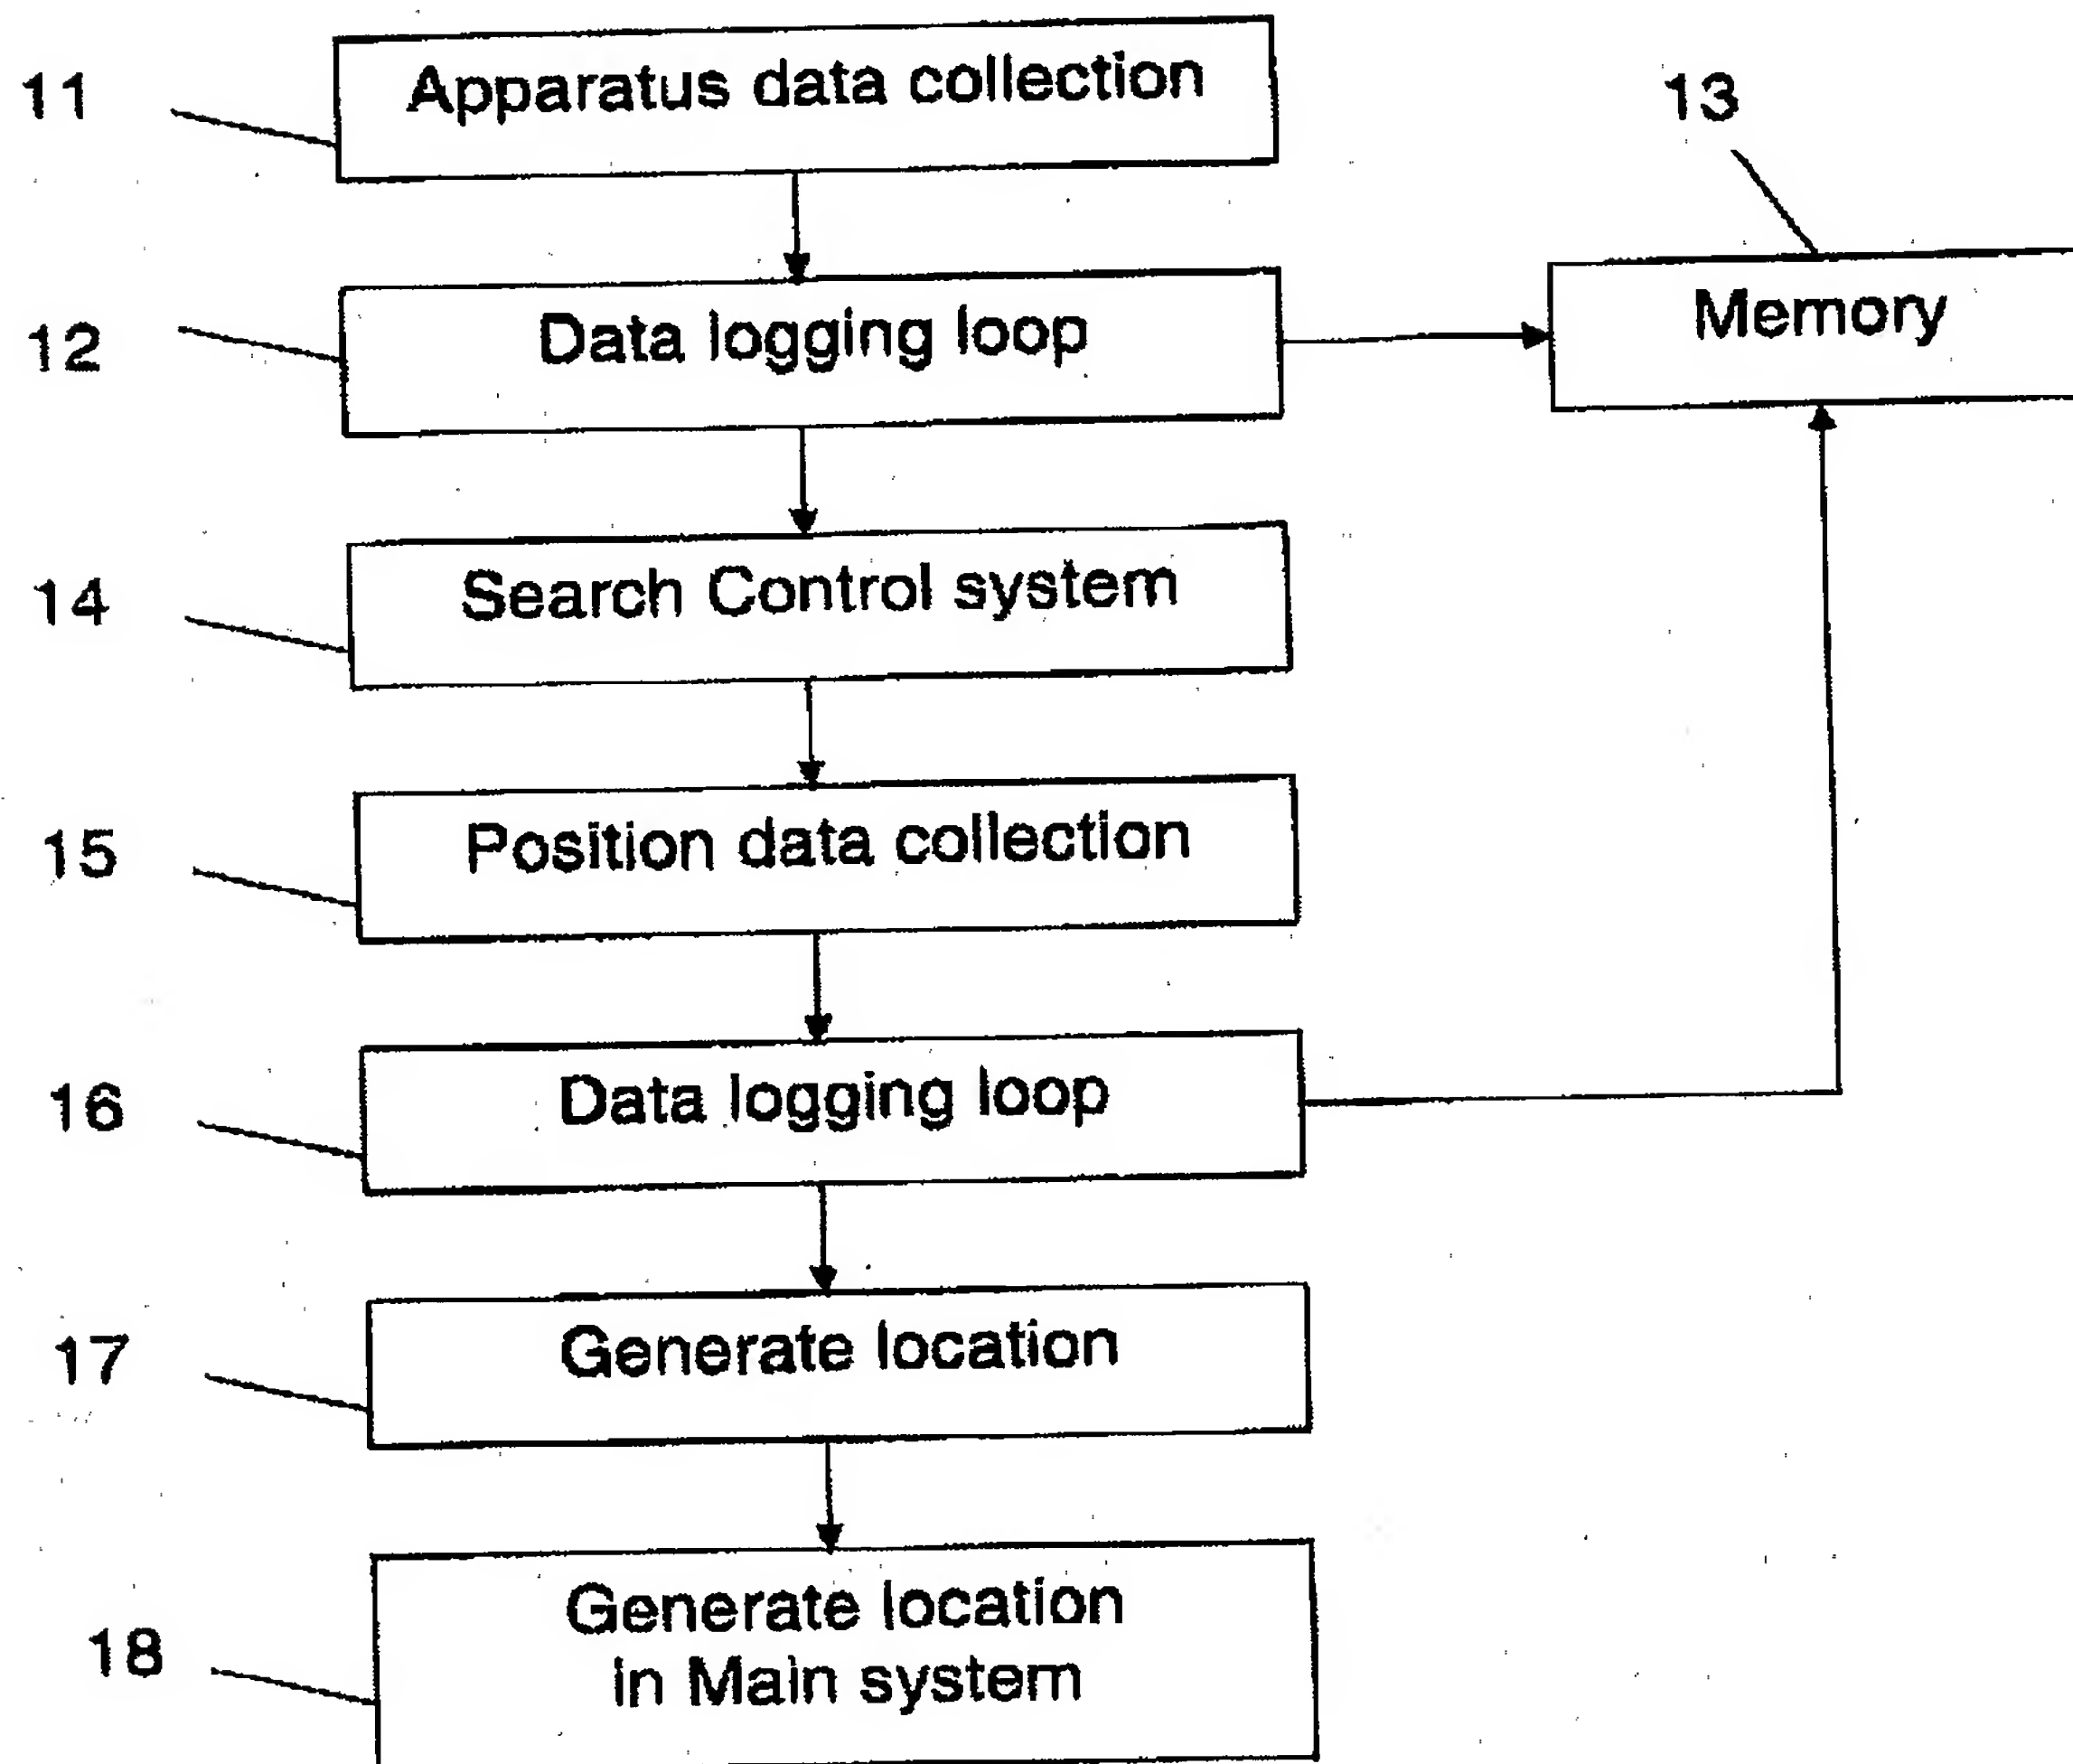 11
Apparatus data collection
13
12
Data logging loop
Memory
14
Search Control system
15
Position data collection
16
Data logging loop
17
Generate location
18
Generate location
in Main system